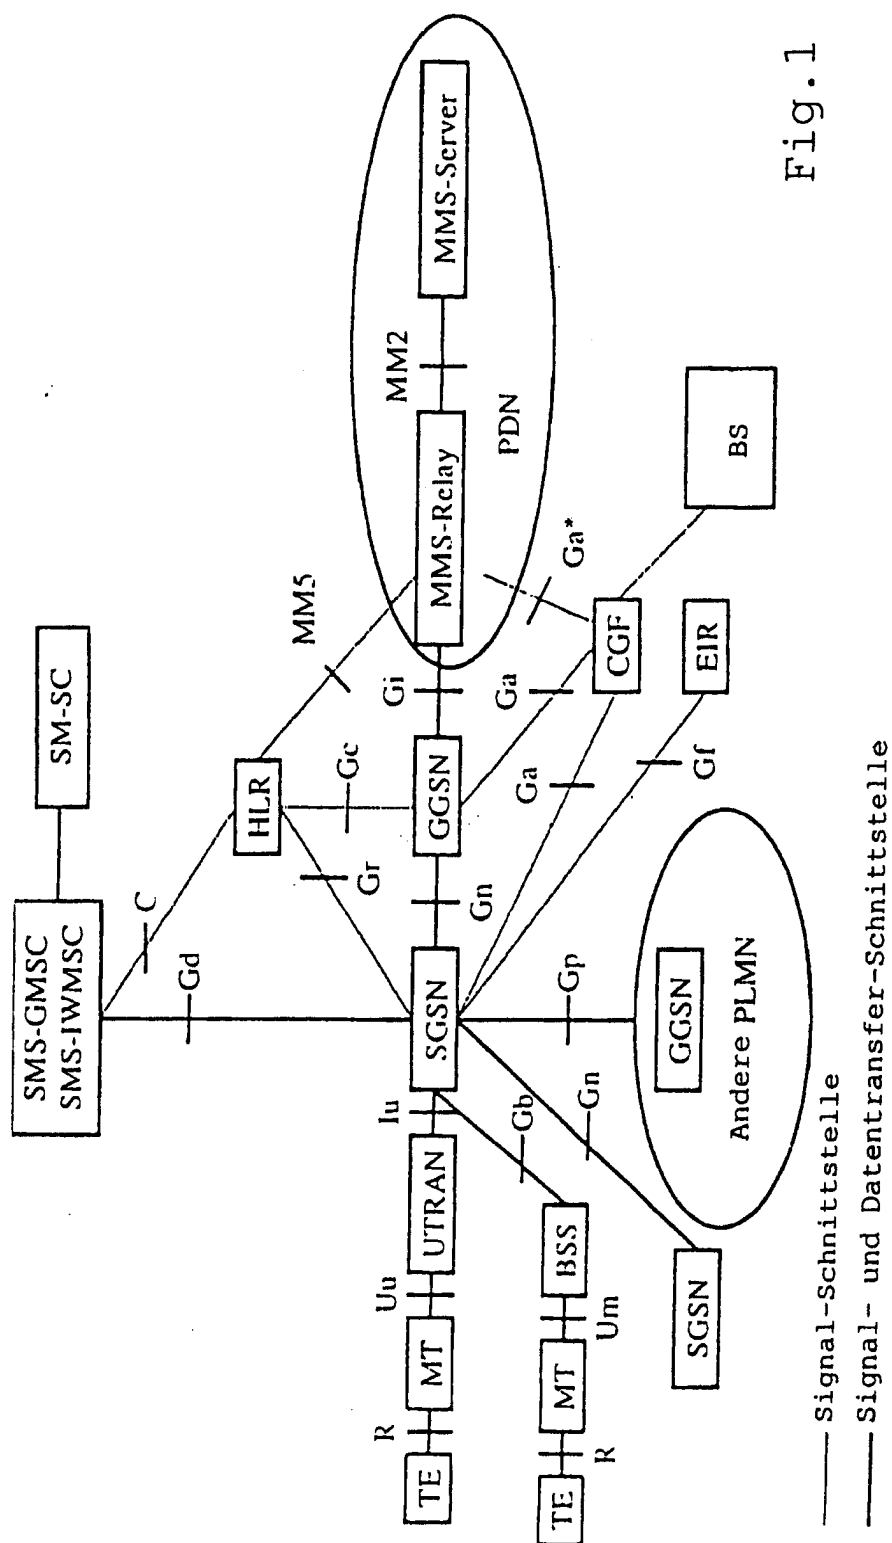 SMS-GMSC
SMS-IWMSC
SM-SC
C
Gd
HLR
MM5
Gr
Gc
TE
R
MT
Uu
UTRAN
Iu
SGSN
Gn
GGSN
Gi
MMS-Relay
MM2
MMS-Server
PDN
TE
R
MT
Um
BSS
Gb
Gn
Gp
Ga
Ga
Ga*
CGF
BS
Gf
EIR
SGSN
GGSN
Andere PLMN
Signal-Schnittstelle
Signal- und Datentransfer-Schnittstelle
Fig.1